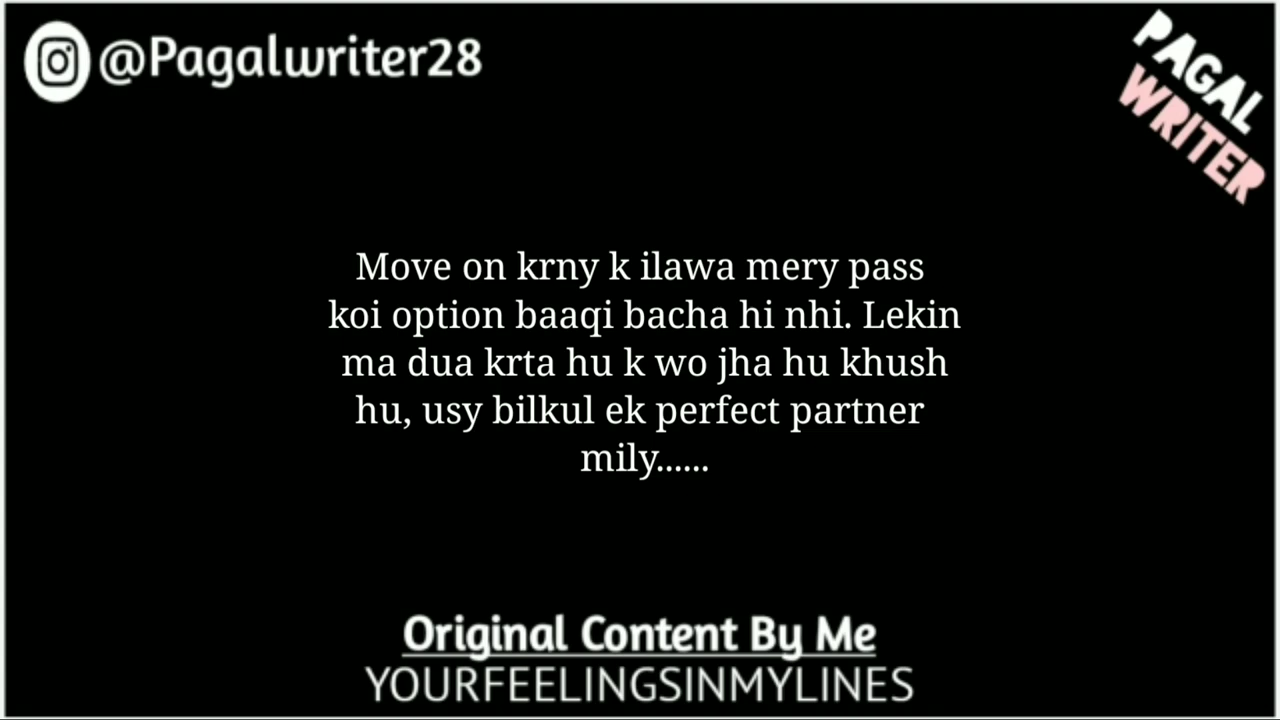 @Pagalwriter28
PAGAL
WRITER
Move on krny k ilawa mery pass
koi option baaqi bacha hi nhi. Lekin
ma dua krta hu k wo jha hu khush
hu, usy bilkul ek perfect partner
mily......
Original Content By Me
YOURFEELINGSINMYLINES